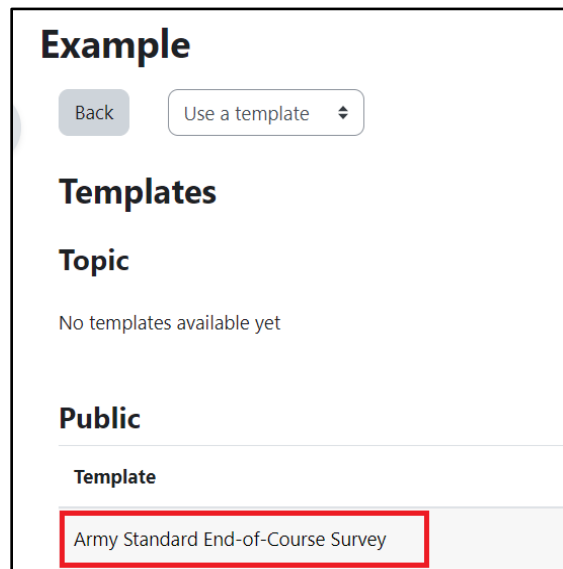 Example
Back Use a template
Templates
Topic
No templates available yet
Public
Template
Army Standard End-of-Course Survey